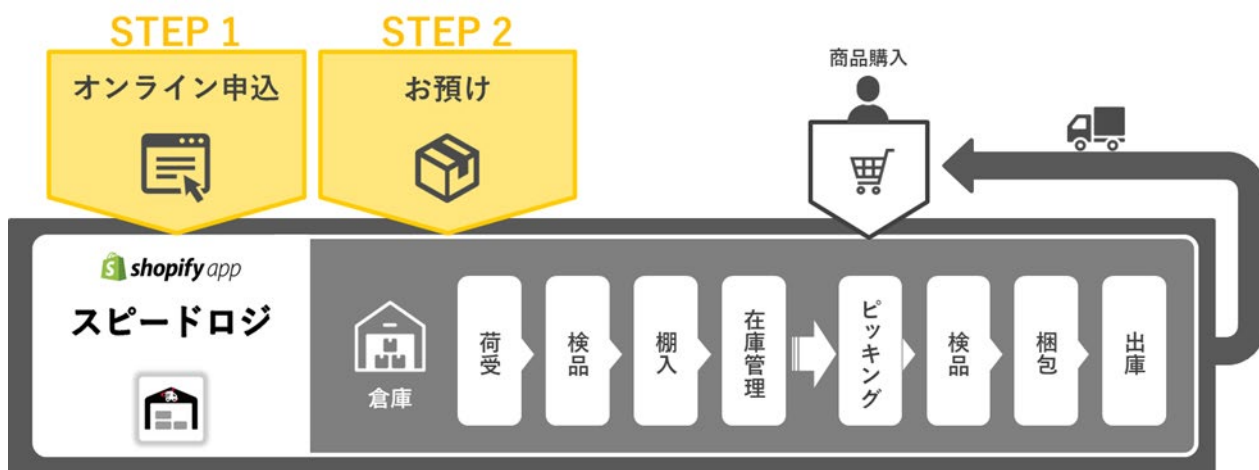 STEP 1
オンライン申込
STEP 2
お預け
商品購入
shopify app
スピードロジ
倉庫
荷受
検品
棚入
在庫管理
ピッキング
検品
梱包
出庫